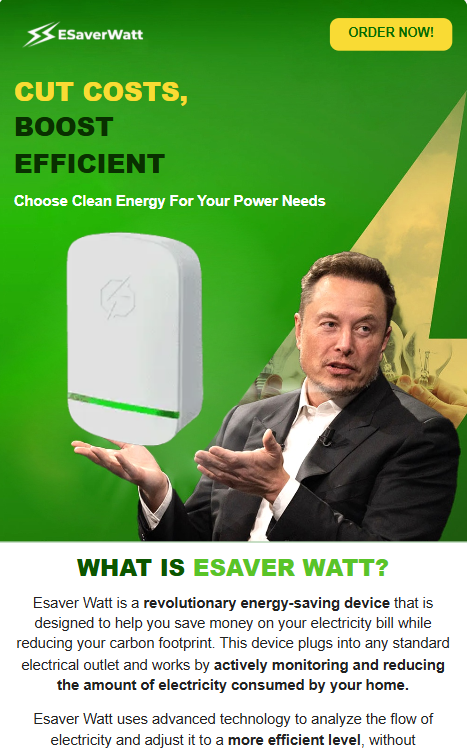 ESaverWatt
ORDER NOW!
CUT COSTS,
BOOST
EFFICIENT
Choose Clean Energy For Your Power Needs
WHAT IS ESAVER WATT?
Esaver Watt is a revolutionary energy-saving device that is
designed to help you save money on your electricity bill while
reducing your carbon footprint. This device plugs into any standard
electrical outlet and works by actively monitoring and reducing
the amount of electricity consumed by your home.
Esaver Watt uses advanced technology to analyze the flow of
electricity and adjust it to a more efficient level, without